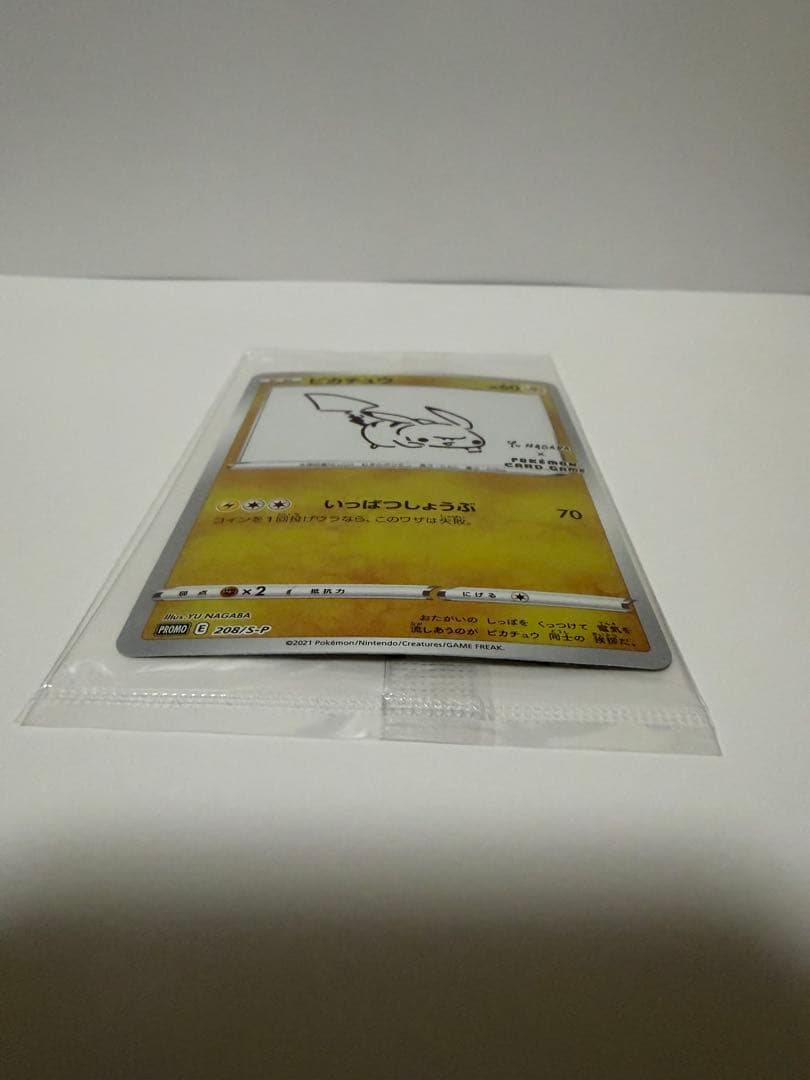 ピカチュウ 60
Yu NAGABA
×
POKéMON
CARD GAME
いっぱつしょうぶ 70
コインを1回投げウラなら、このワザは失敗。
弱点 ×2 抵抗力 にげる
Illus. YU NAGABA
PROMO E 208/S-P
おたがいの しっぽを くっつけて 電気を
流しあうのが ピカチュウ 同士の 挨拶だ。
©2021 Pokémon/Nintendo/Creatures/GAME FREAK.